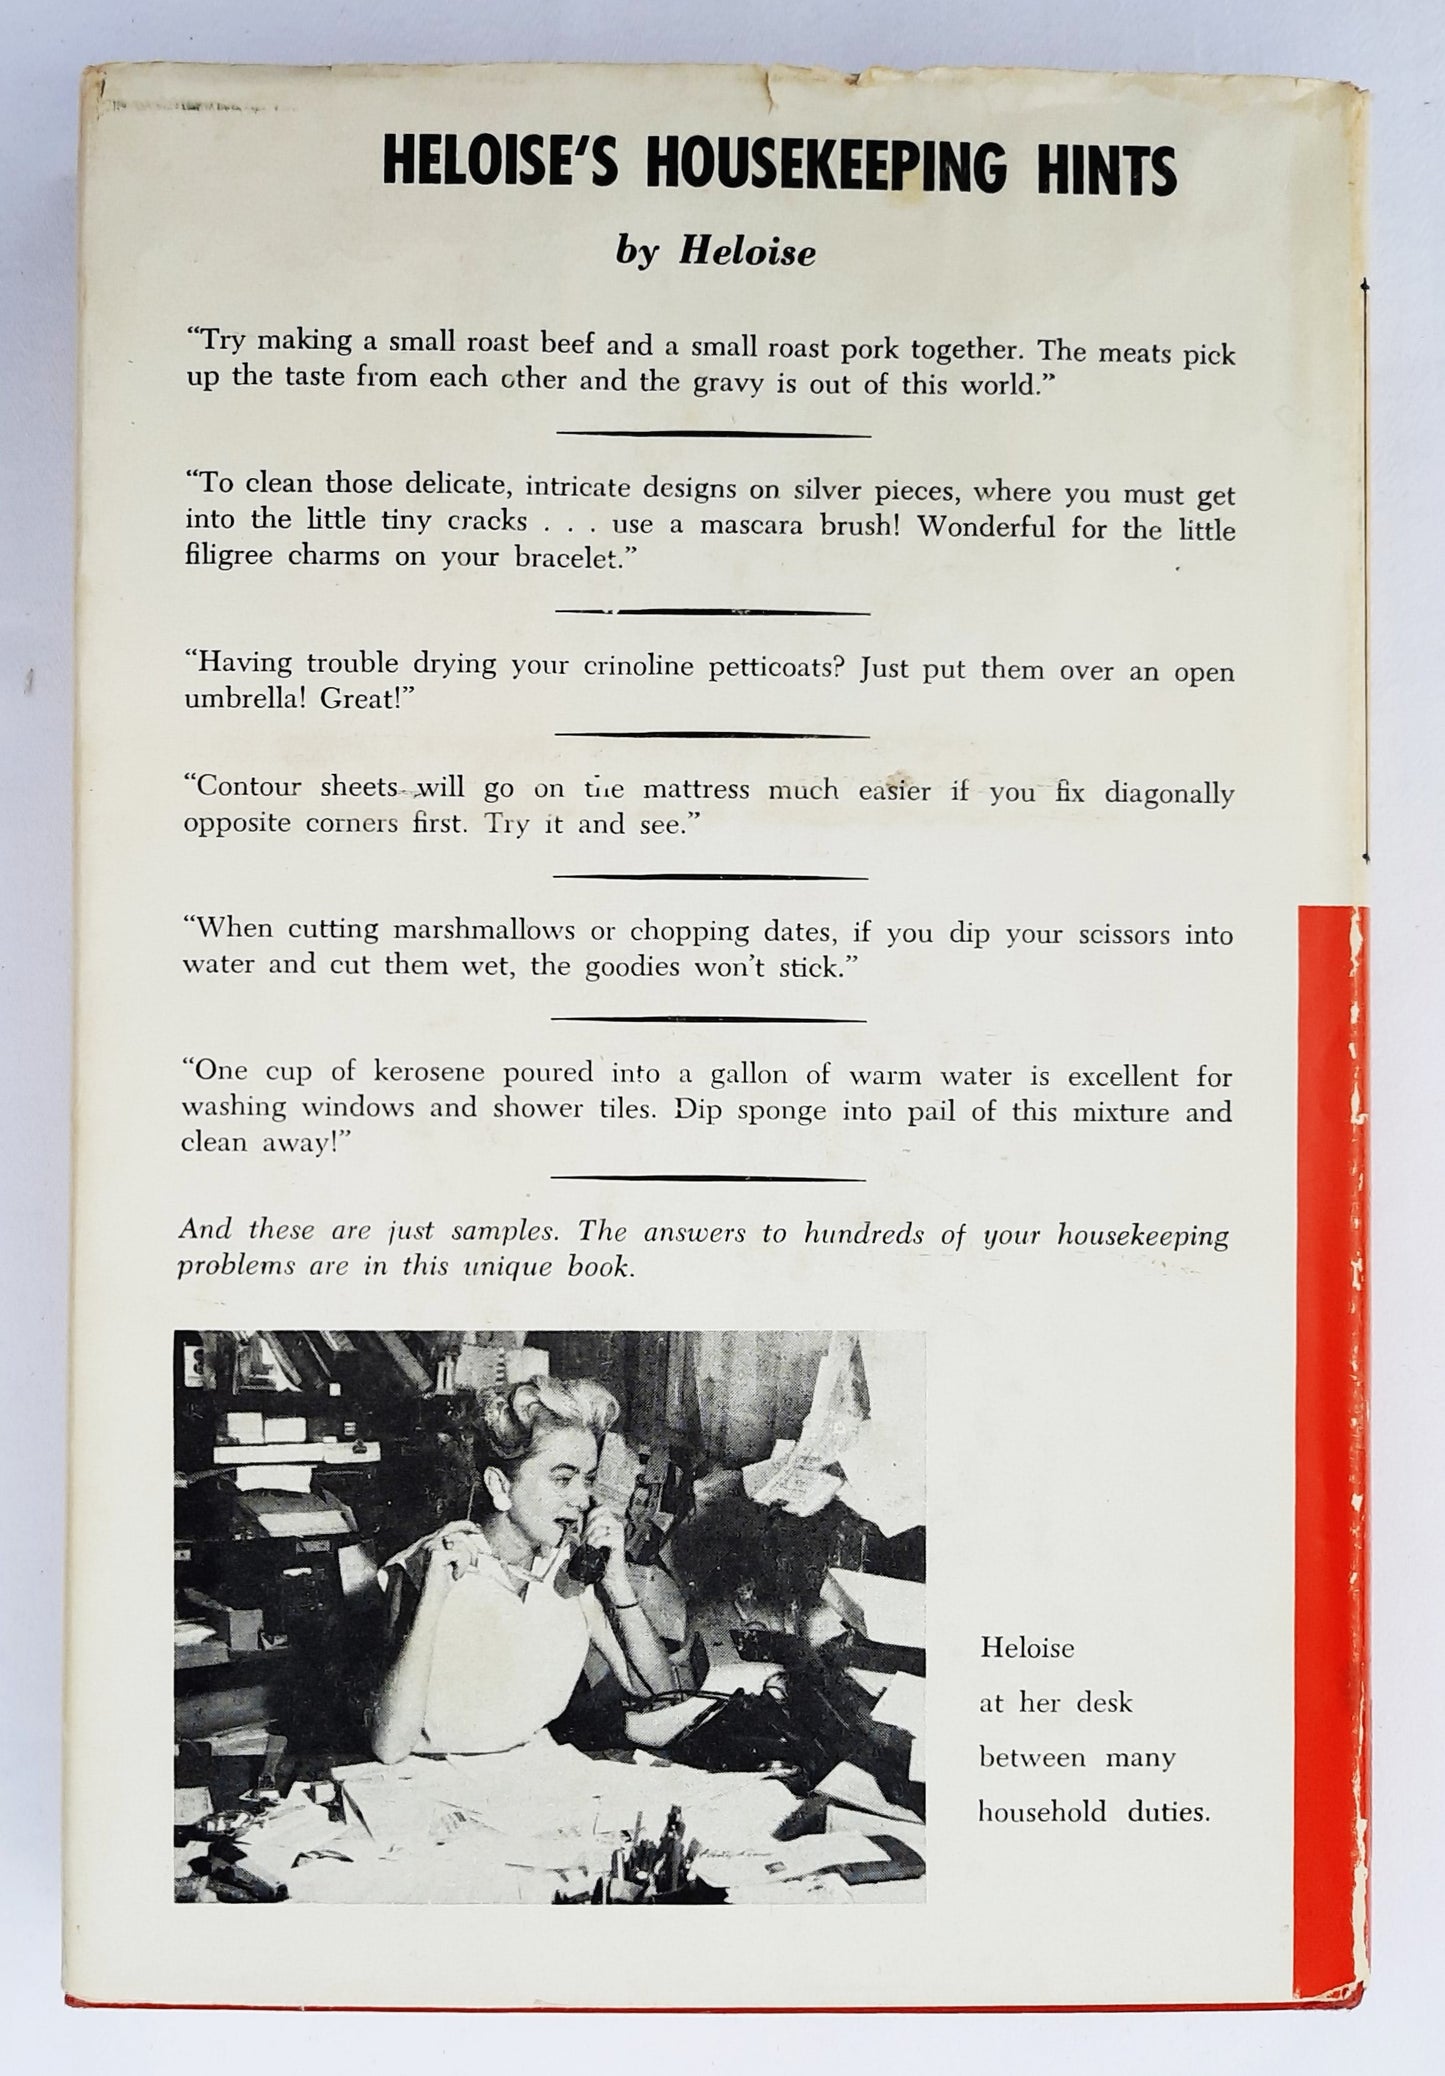 HELOISE'S HOUSEKEEPING HINTS
by Heloise
“Try making a small roast beef and a small roast pork together. The meats pick
up the taste from each other and the gravy is out of this world.”
“To clean those delicate, intricate designs on silver pieces, where you must get
into the little tiny cracks . . . use a mascara brush! Wonderful for the little
filigree charms on your bracelet.”
“Having trouble drying your crinoline petticoats? Just put them over an open
umbrella! Great!”
“Contour sheets will go on the mattress much easier if you fix diagonally
opposite corners first. Try it and see.”
“When cutting marshmallows or chopping dates, if you dip your scissors into
water and cut them wet, the goodies won't stick.”
“One cup of kerosene poured into a gallon of warm water is excellent for
washing windows and shower tiles. Dip sponge into pail of this mixture and
clean away!”
And these are just samples. The answers to hundreds of your housekeeping
problems are in this unique book.
Heloise
at her desk
between many
household duties.